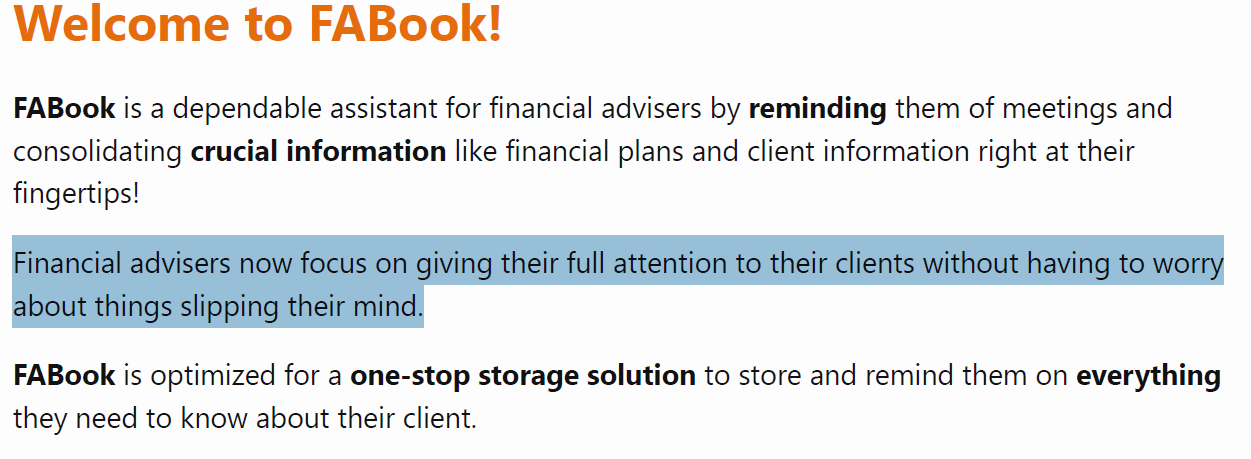 Welcome to FABook!
FABook is a dependable assistant for financial advisers by reminding them of meetings and
consolidating crucial information like financial plans and client information right at their
fingertips!
Financial advisers now focus on giving their full attention to their clients without having to worry
about things slipping their mind.
FABook is optimized for a one-stop storage solution to store and remind them on everything
they need to know about their client.